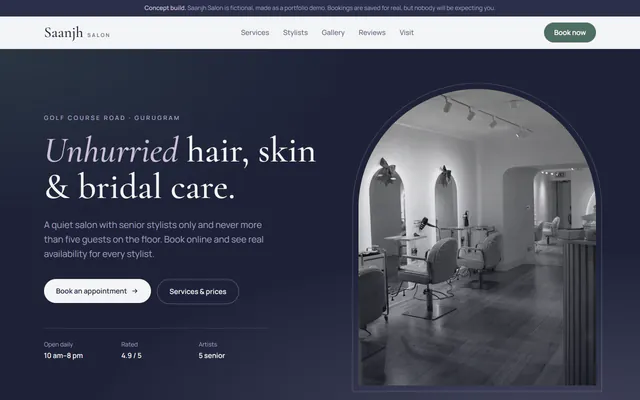 Concept build. Saanjh Salon is fictional, made as a portfolio demo. Bookings are saved for real, but nobody will be expecting you.
Saanjh SALON
Services Stylists Gallery Reviews Visit
Book now
GOLF COURSE ROAD · GURUGRAM
Unhurried hair, skin
& bridal care.
A quiet salon with senior stylists only and never more
than five guests on the floor. Book online and see real
availability for every stylist.
Book an appointment →
Services & prices
Open daily Rated Artists
10 am–8 pm 4.9 / 5 5 senior